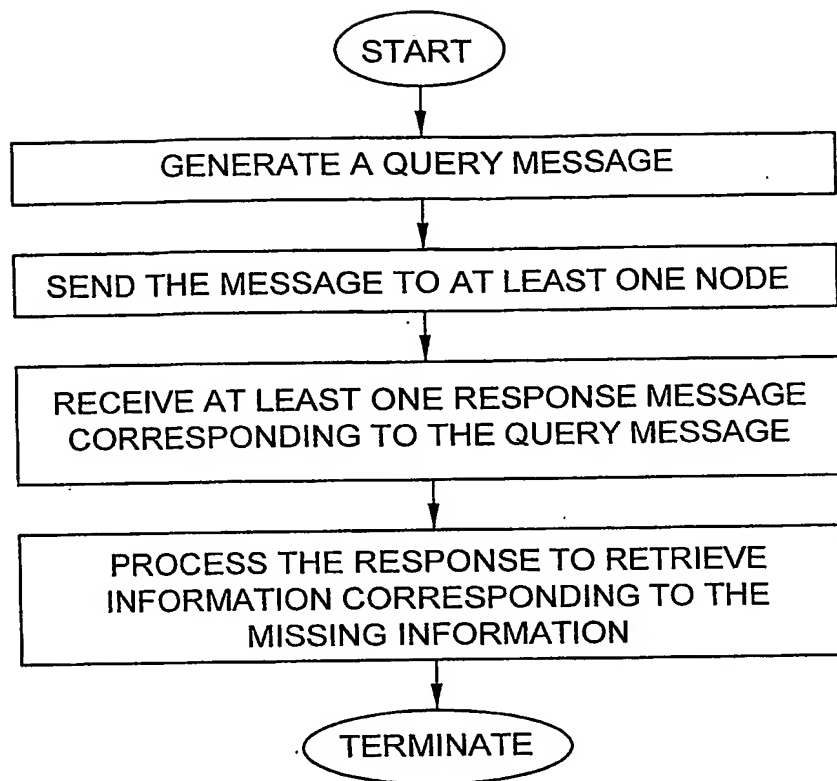 START
GENERATE A QUERY MESSAGE
SEND THE MESSAGE TO AT LEAST ONE NODE
RECEIVE AT LEAST ONE RESPONSE MESSAGE
CORRESPONDING TO THE QUERY MESSAGE
PROCESS THE RESPONSE TO RETRIEVE
INFORMATION CORRESPONDING TO THE
MISSING INFORMATION
TERMINATE